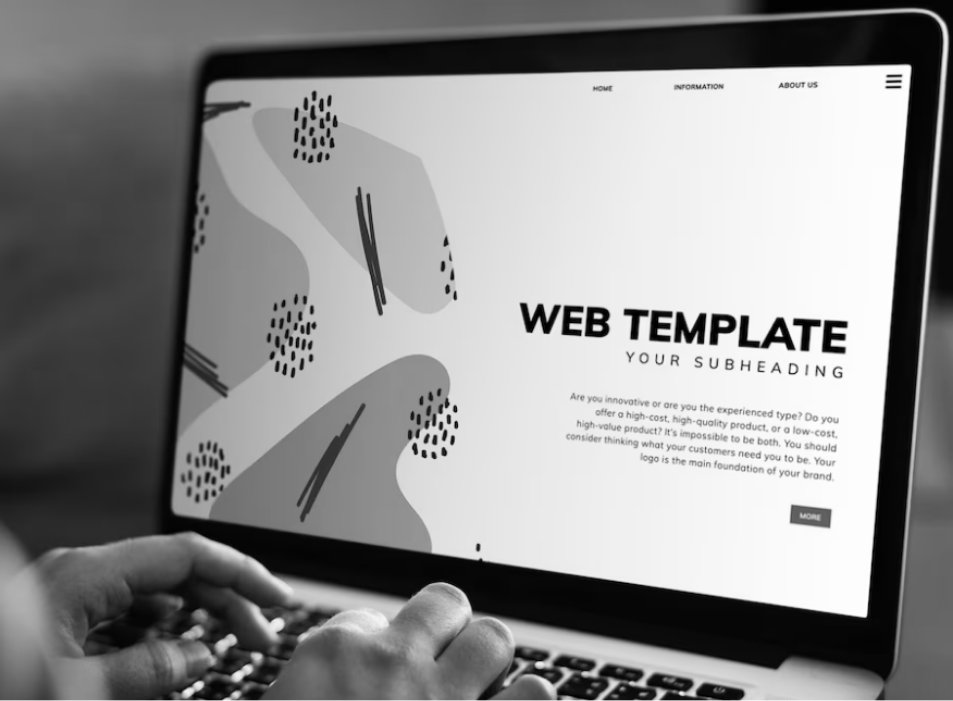 HOME INFORMATION ABOUT US
WEB TEMPLATE
YOUR SUBHEADING
Are you innovative or are you the experienced type? Do you
offer a high-cost, high-quality product, or a low-cost,
high-value product? It's impossible to be both. You should
consider thinking what your customers need you to be. Your
logo is the main foundation of your brand.
MORE